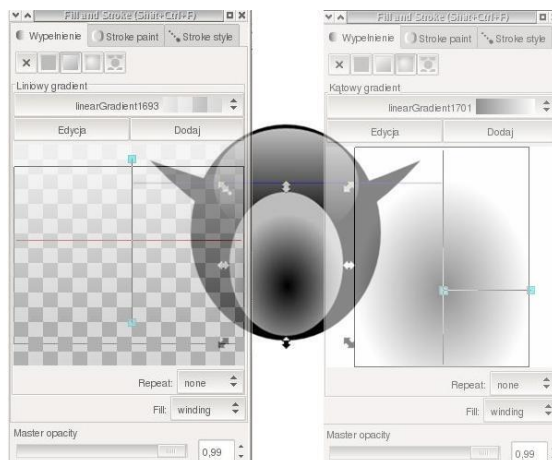 Fill and Stroke (Shift+Ctrl+F)
Wypełnienie Stroke paint Stroke style
Liniowy gradient
linearGradient1693
Edycja Dodaj
Repeat: none
Fill: winding
Master opacity
0,99
Fill and Stroke (Shift+Ctrl+F)
Wypełnienie Stroke paint Stroke style
Kątowy gradient
linearGradient1701
Edycja Dodaj
Repeat: none
Fill: winding
Master opacity
0,99